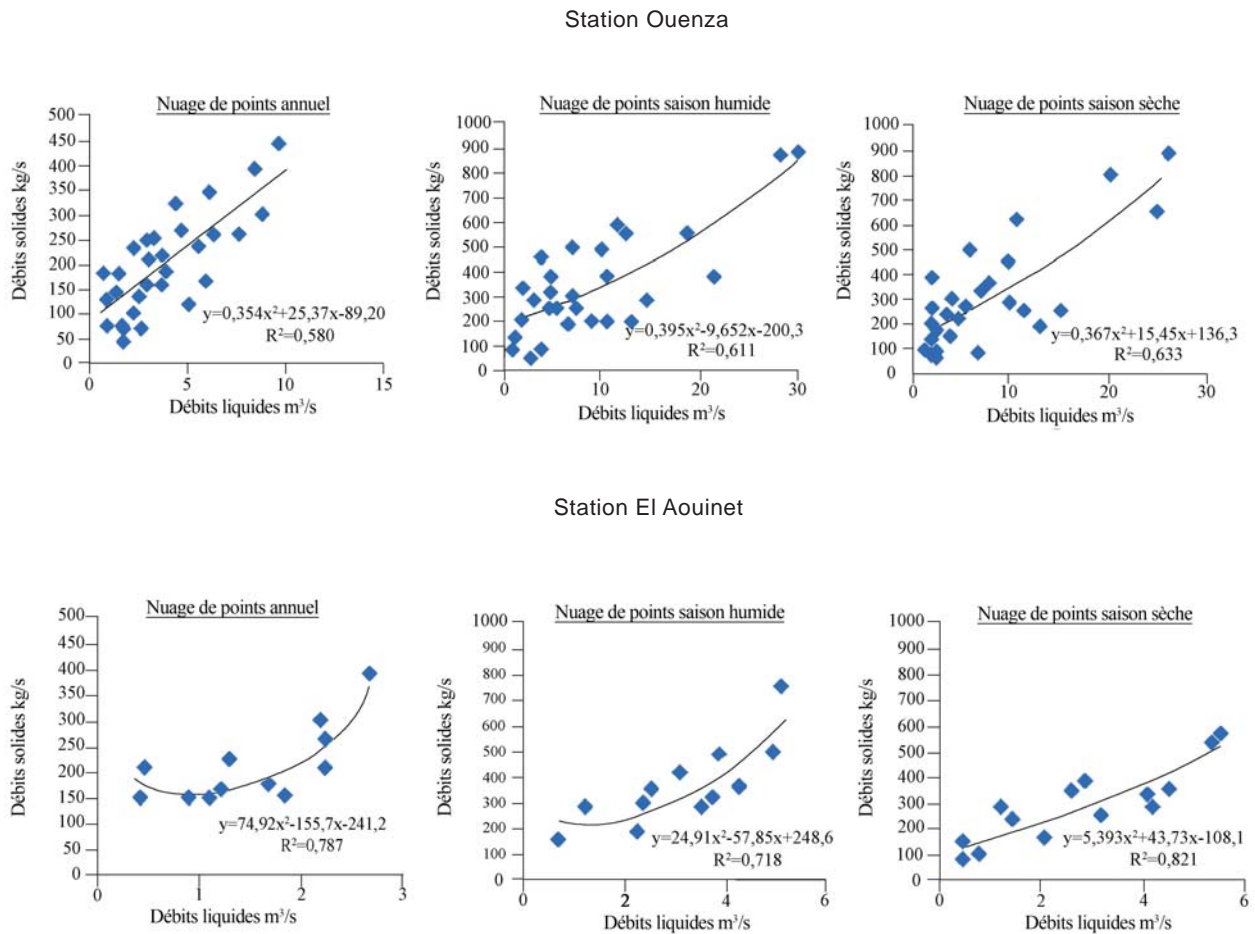 Station Ouenza
Nuage de points annuel
Débits solides kg/s
500
450
400
350
300
250
200
150
100
50
0
y=0,354x²+25,37x-89,20
R²=0,580
0 5 10 15
Débits liquides m³/s
Nuage de points saison humide
Débits solides kg/s
1000
900
800
700
600
500
400
300
200
100
0
y=0,395x²-9,652x-200,3
R²=0,611
0 10 20 30
Débits liquides m³/s
Nuage de points saison sèche
Débits solides kg/s
1000
900
800
700
600
500
400
300
200
100
0
y=0,367x²+15,45x+136,3
R²=0,633
0 10 20 30
Débits liquides m³/s
Station El Aouinet
Nuage de points annuel
Débits solides kg/s
500
450
400
350
300
250
200
150
100
50
0
y=74,92x²-155,7x-241,2
R²=0,787
0 1 2 3
Débits liquides m³/s
Nuage de points saison humide
Débits solides kg/s
1000
900
800
700
600
500
400
300
200
100
0
y=24,91x²-57,85x+248,6
R²=0,718
0 2 4 6
Débits liquides m³/s
Nuage de points saison sèche
Débits solides kg/s
1000
900
800
700
600
500
400
300
200
100
0
y=5,393x²+43,73x-108,1
R²=0,821
0 2 4 6
Débits liquides m³/s